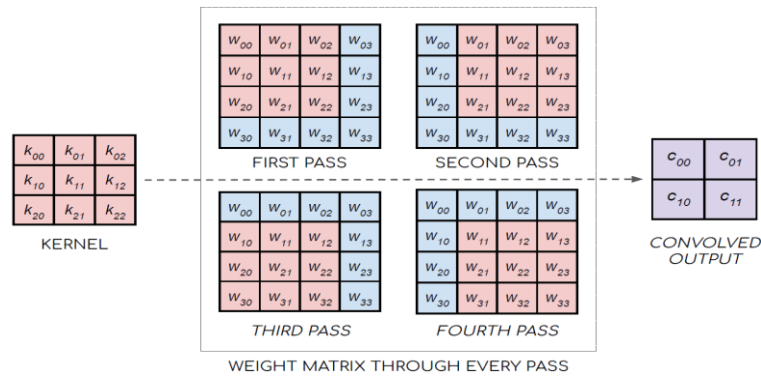 w00 w01 w02 w03
w10 w11 w12 w13
w20 w21 w22 w23
w30 w31 w32 w33
FIRST PASS
w00 w01 w02 w03
w10 w11 w12 w13
w20 w21 w22 w23
w30 w31 w32 w33
SECOND PASS
k00 k01 k02
k10 k11 k12
k20 k21 k22
KERNEL
w00 w01 w02 w03
w10 w11 w12 w13
w20 w21 w22 w23
w30 w31 w32 w33
THIRD PASS
w00 w01 w02 w03
w10 w11 w12 w13
w20 w21 w22 w23
w30 w31 w32 w33
FOURTH PASS
c00 c01
c10 c11
CONVOLVED
OUTPUT
WEIGHT MATRIX THROUGH EVERY PASS